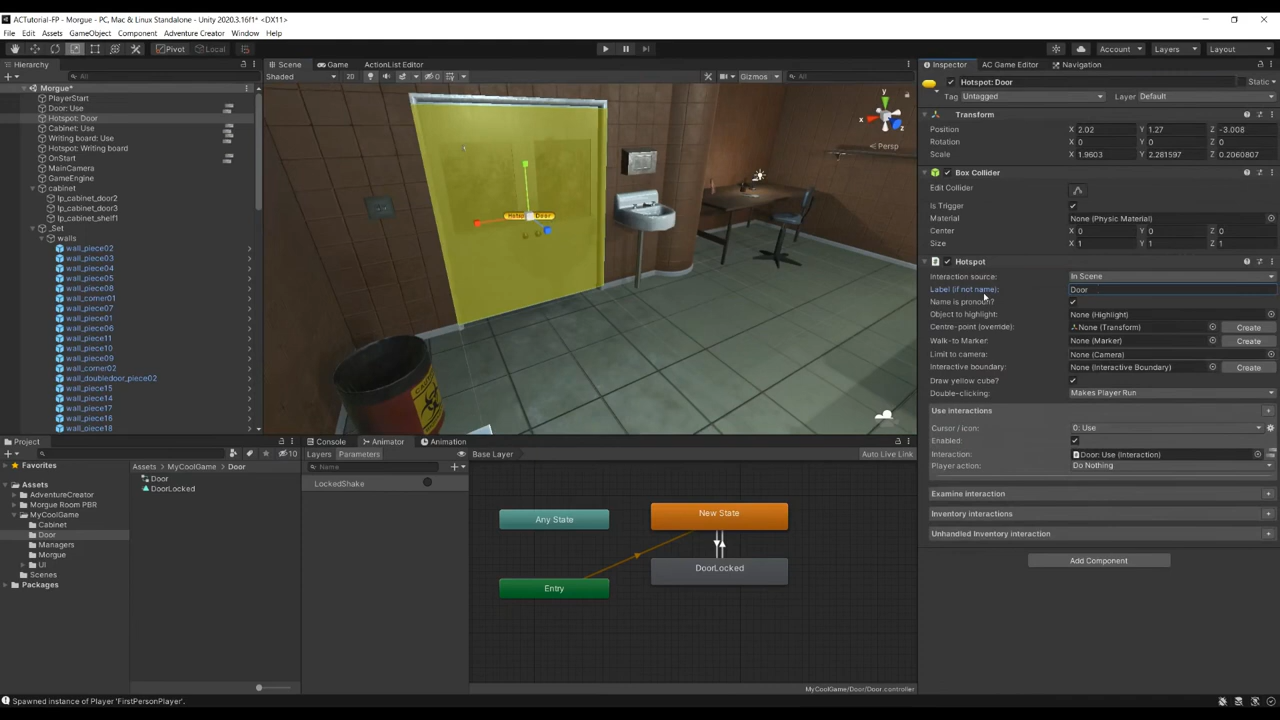 ACTutorial-FP - Morgue - PC, Mac & Linux Standalone - Unity 2020.3.16f1* <DX11>
File Edit Assets GameObject Component Adventure Creator Window Help
Pivot Local Account Layers Layout
Hierarchy
All
Morgue*
PlayerStart
Door: Use
Hotspot: Door
Cabinet: Use
Writing board: Use
Hotspot: Writing board
OnStart
MainCamera
GameEngine
cabinet
lp_cabinet_door2
lp_cabinet_door3
lp_cabinet_shelf1
_Set
walls
wall_piece02
wall_piece03
wall_piece04
wall_piece05
wall_piece08
wall_corner01
wall_piece07
wall_piece01
wall_piece06
wall_piece11
wall_piece10
wall_piece09
wall_corner02
wall_doubledoor_piece02
wall_piece15
wall_piece14
wall_piece17
wall_piece16
wall_piece18
Scene Game ActionList Editor
Shaded 2D 0 Gizmos All
y
x
z
Persp
Inspector AC Game Editor Navigation
Hotspot: Door Static
Tag Untagged Layer Default
Transform
Position X 2.02 Y 1.27 Z -3.008
Rotation X 0 Y 0 Z 0
Scale X 1.9603 Y 2.281597 Z 0.2060807
Box Collider
Edit Collider
Is Trigger
Material None (Physic Material)
Center X 0 Y 0 Z 0
Size X 1 Y 1 Z 1
Hotspot
Interaction source: In Scene
Label (if not name): Door
Name is pronoun?
Object to highlight: None (Highlight)
Centre-point (override): None (Transform) Create
Walk-to Marker: None (Marker) Create
Limit to camera: None (Camera)
Interactive boundary: None (Interactive Boundary) Create
Draw yellow cube?
Double-clicking: Makes Player Run
Use interactions
Cursor / icon: 0: Use
Enabled:
Interaction: Door: Use (Interaction)
Player action: Do Nothing
Examine interaction
Inventory interactions
Unhandled Inventory interaction
Add Component
Project
10
Favorites
Assets
AdventureCreator
Morgue Room PBR
MyCoolGame
Cabinet
Door
Managers
Morgue
UI
Scenes
Packages
Assets > MyCoolGame > Door
Door
DoorLocked
Console Animator Animation
Layers Parameters Base Layer Auto Live Link
Name
LockedShake
Any State
New State
DoorLocked
Entry
MyCoolGame/Door/Door.controller
Spawned instance of Player 'FirstPersonPlayer'.